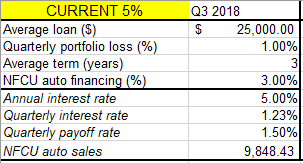 CURRENT 5% Q3 2018
Average loan ($) $ 25,000.00
Quarterly portfolio loss (%) 1.00%
Average term (years) 3
NFCU auto financing (%) 3.00%
Annual interest rate 5.00%
Quarterly interest rate 1.23%
Quarterly payoff rate 1.50%
NFCU auto sales 9,848.43